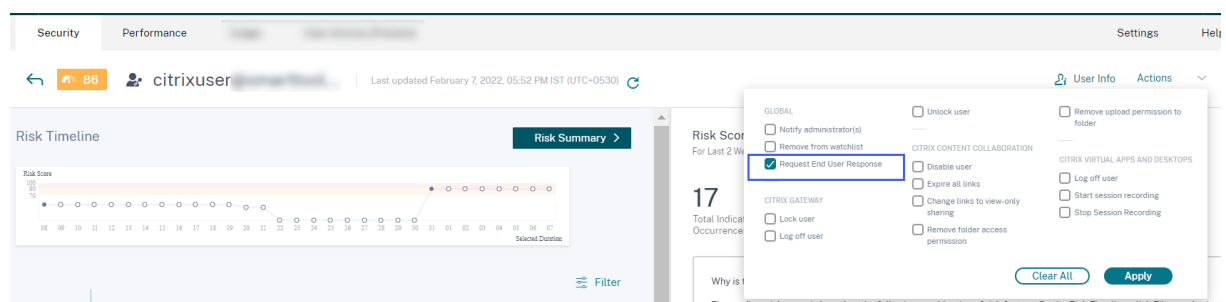 Security Performance
Settings Help
86 citrixuser Last updated February 7, 2022, 05:52 PM IST (UTC+0530)
User Info Actions
Risk Timeline
Risk Summary >
Risk Score
100
90
70
08 09 10 11 12 13 14 15 16 17 18 19 20 21 22 23 24 25 26 27 28 29 30 31 01 02 03 04 05 06 07
Selected Duration
Filter
Risk Scor
For Last 2 We
17
Total Indicat
Occurrence
Why is t
GLOBAL
Notify administrator(s)
Remove from watchlist
Request End User Response
CITRIX GATEWAY
Lock user
Log off user
Unlock user
CITRIX CONTENT COLLABORATION
Disable user
Expire all links
Change links to view-only
sharing
Remove folder access
permission
Remove upload permission to
folder
CITRIX VIRTUAL APPS AND DESKTOPS
Log off user
Start session recording
Stop Session Recording
Clear All Apply